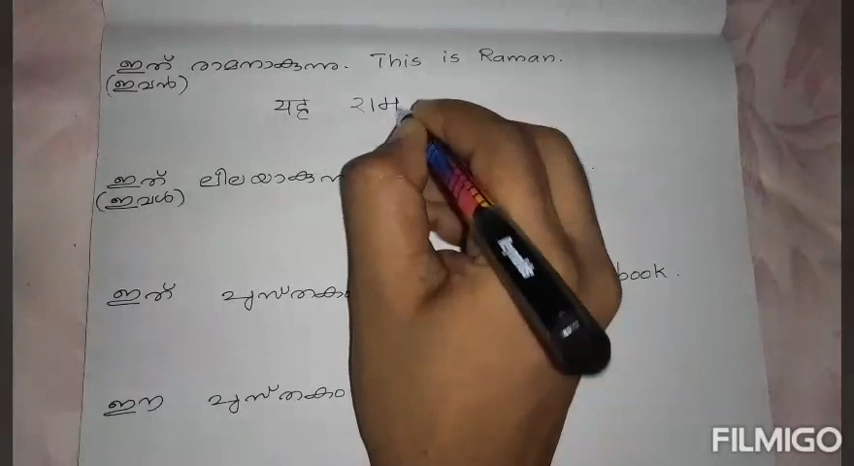 ഇത് രാമനാകുന്നു. This is Raman.
(ഇവൻ)
यह राम
ഇത് ലീലയാകുന്ന
(ഇവൾ)
ഇത് പുസ്തകം book.
ഈ പുസ്തകം
FILMIGO